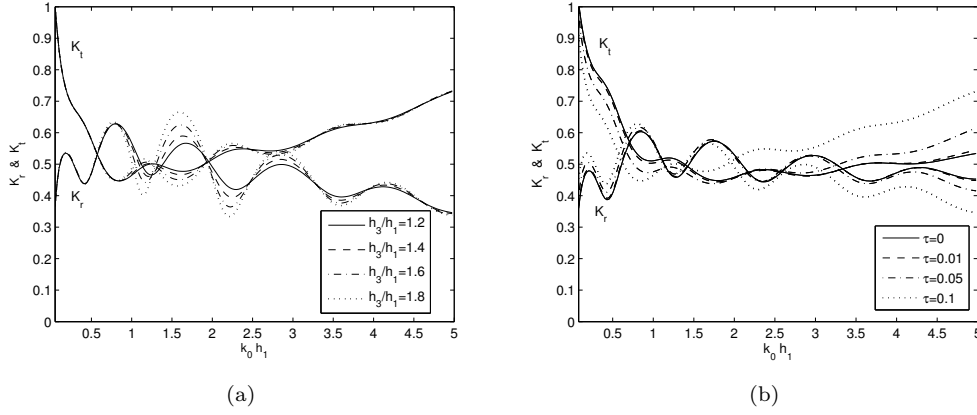 1
0.9
0.8
0.7
0.6
0.5
0.4
0.3
0.2
0.1
0
K_r & K_t
K_t
K_r
h_3/h_1=1.2
h_3/h_1=1.4
h_3/h_1=1.6
h_3/h_1=1.8
0.5 1 1.5 2 2.5 3 3.5 4 4.5 5
k_0 h_1
(a)
1
0.9
0.8
0.7
0.6
0.5
0.4
0.3
0.2
0.1
0
K_r & K_t
K_t
K_r
τ=0
τ=0.01
τ=0.05
τ=0.1
0.5 1 1.5 2 2.5 3 3.5 4 4.5 5
k_0 h_1
(b)